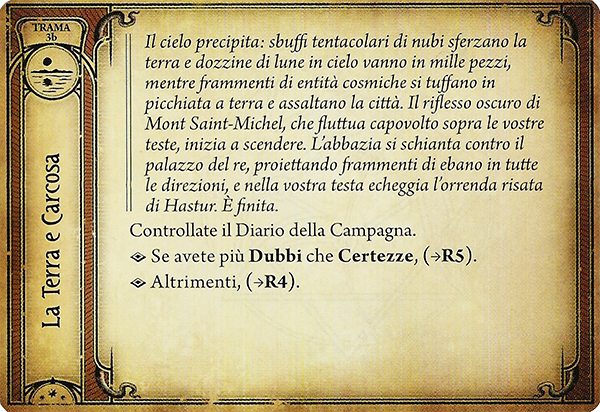 TRAMA
3b
La Terra e Carcosa
Il cielo precipita: sbuffi tentacolari di nubi sferzano la
terra e dozzine di lune in cielo vanno in mille pezzi,
mentre frammenti di entità cosmiche si tuffano in
picchiata a terra e assaltano la città. Il riflesso oscuro di
Mont Saint-Michel, che fluttua capovolto sopra le vostre
teste, inizia a scendere. L'abbazia si schianta contro il
palazzo del re, proiettando frammenti di ebano in tutte
le direzioni, e nella vostra testa echeggia l'orrenda risata
di Hastur. È finita.
Controllate il Diario della Campagna.
Se avete più Dubbi che Certezze, (→R5).
Altrimenti, (→R4).